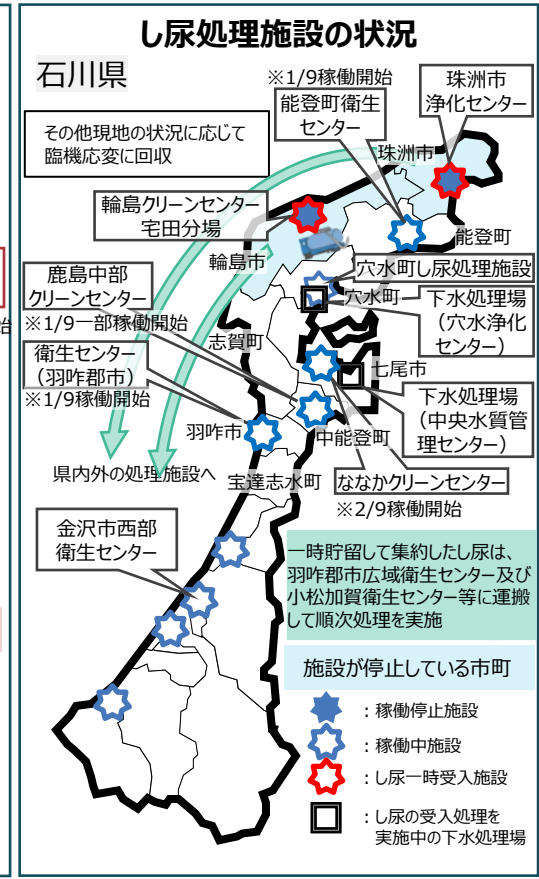 し尿処理施設の状況
石川県
※1/9稼働開始
能登町衛生
センター
珠洲市
浄化センター
その他現地の状況に応じて
臨機応変に回収
珠洲市
輪島クリーンセンター
宅田分場
能登町
輪島市
穴水町し尿処理施設
鹿島中部
クリーンセンター
※1/9一部稼働開始
穴水町
下水処理場
(穴水浄化
センター)
志賀町
衛生センター
(羽咋郡市)
※1/9稼働開始
七尾市
下水処理場
(中央水質管
理センター)
羽咋市
中能登町
県内外の処理施設へ
宝達志水町
ななかクリーンセンター
※2/9稼働開始
金沢市西部
衛生センター
一時貯留して集約したし尿は、
羽咋郡市広域衛生センター及び
小松加賀衛生センター等に運搬
して順次処理を実施
施設が停止している市町
:稼働停止施設
:稼働中施設
:し尿一時受入施設
:し尿の受入処理を
実施中の下水処理場
始